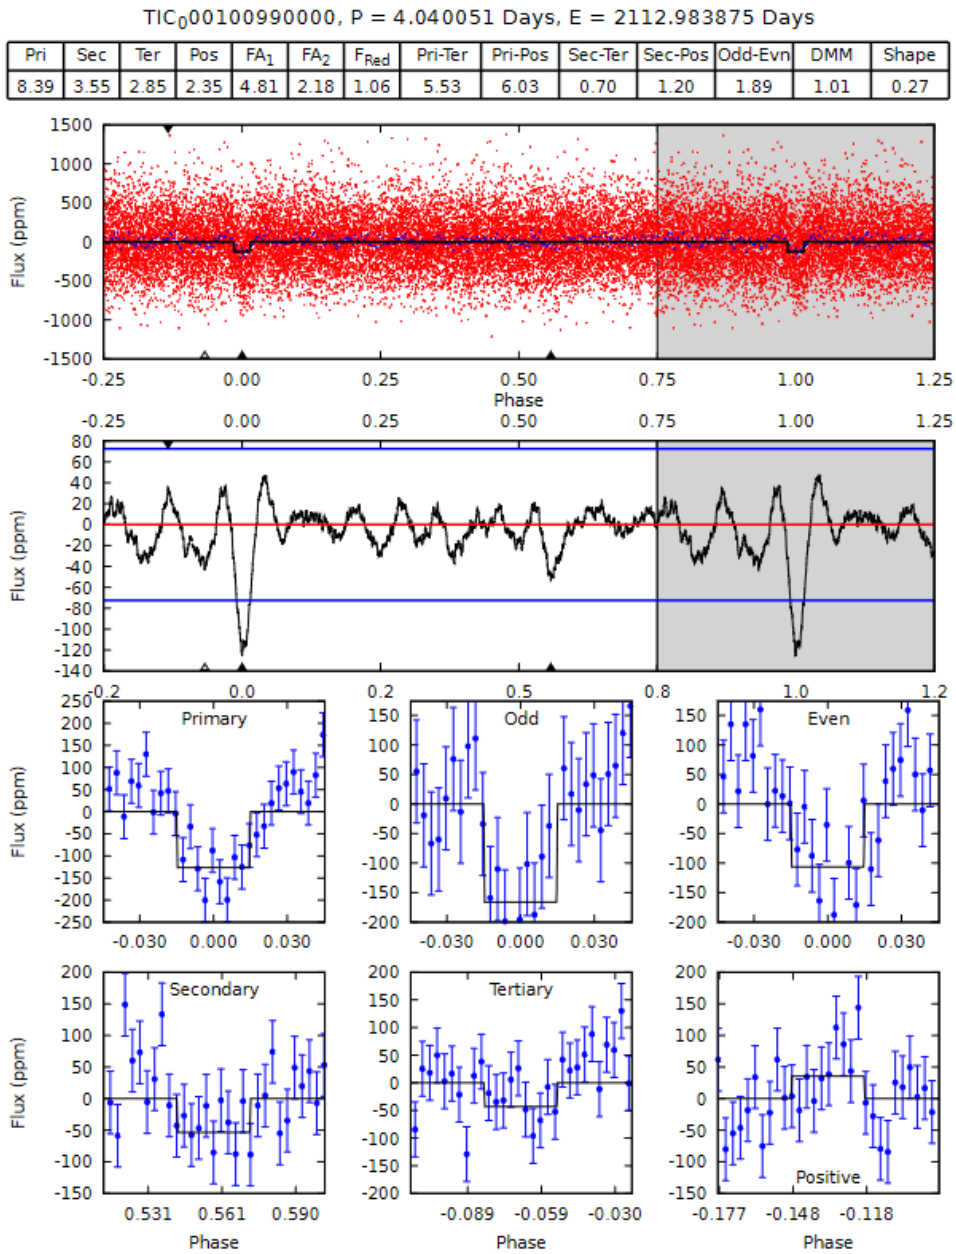 TIC000100990000, P = 4.040051 Days, E = 2112.983875 Days
Pri Sec Ter Pos FA1 FA2 FRed Pri-Ter Pri-Pos Sec-Ter Sec-Pos Odd-Evn DMM Shape
8.39 3.55 2.85 2.35 4.81 2.18 1.06 5.53 6.03 0.70 1.20 1.89 1.01 0.27
1500
1000
500
0
-500
-1000
-1500
Flux (ppm)
-0.25 0.00 0.25 0.50 0.75 1.00 1.25
Phase
-0.25 0.00 0.25 0.50 0.75 1.00 1.25
80
60
40
20
0
-20
-40
-60
-80
-100
-120
-140
Flux (ppm)
-0.2 0.0 0.2 0.5 0.8 1.0 1.2
Primary
250
200
150
100
50
0
-50
-100
-150
-200
-250
Flux (ppm)
-0.030 0.000 0.030
Odd
150
100
50
0
-50
-100
-150
-200
-0.030 0.000 0.030
Even
150
100
50
0
-50
-100
-150
-200
-0.030 0.000 0.030
Secondary
200
150
100
50
0
-50
-100
-150
Flux (ppm)
0.531 0.561 0.590
Phase
Tertiary
200
150
100
50
0
-50
-100
-150
-200
-0.089 -0.059 -0.030
Phase
Positive
200
150
100
50
0
-50
-100
-150
-0.177 -0.148 -0.118
Phase